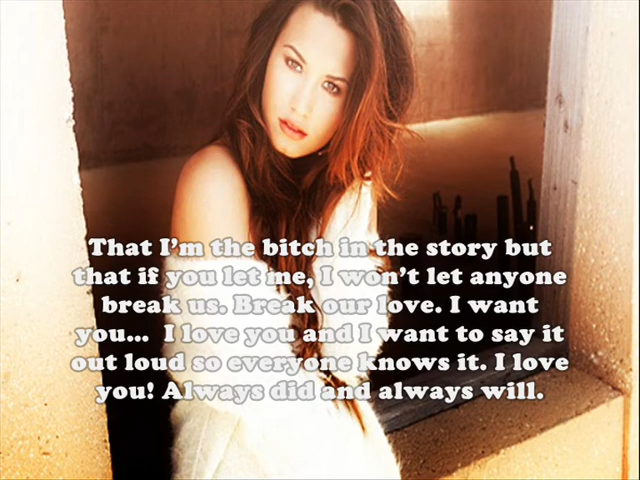 That I'm the bitch in the story but
that if you let me, I won't let anyone
break us. Break our love. I want
you... I love you and I want to say it
out loud so everyone knows it. I love
you! Always did and always will.